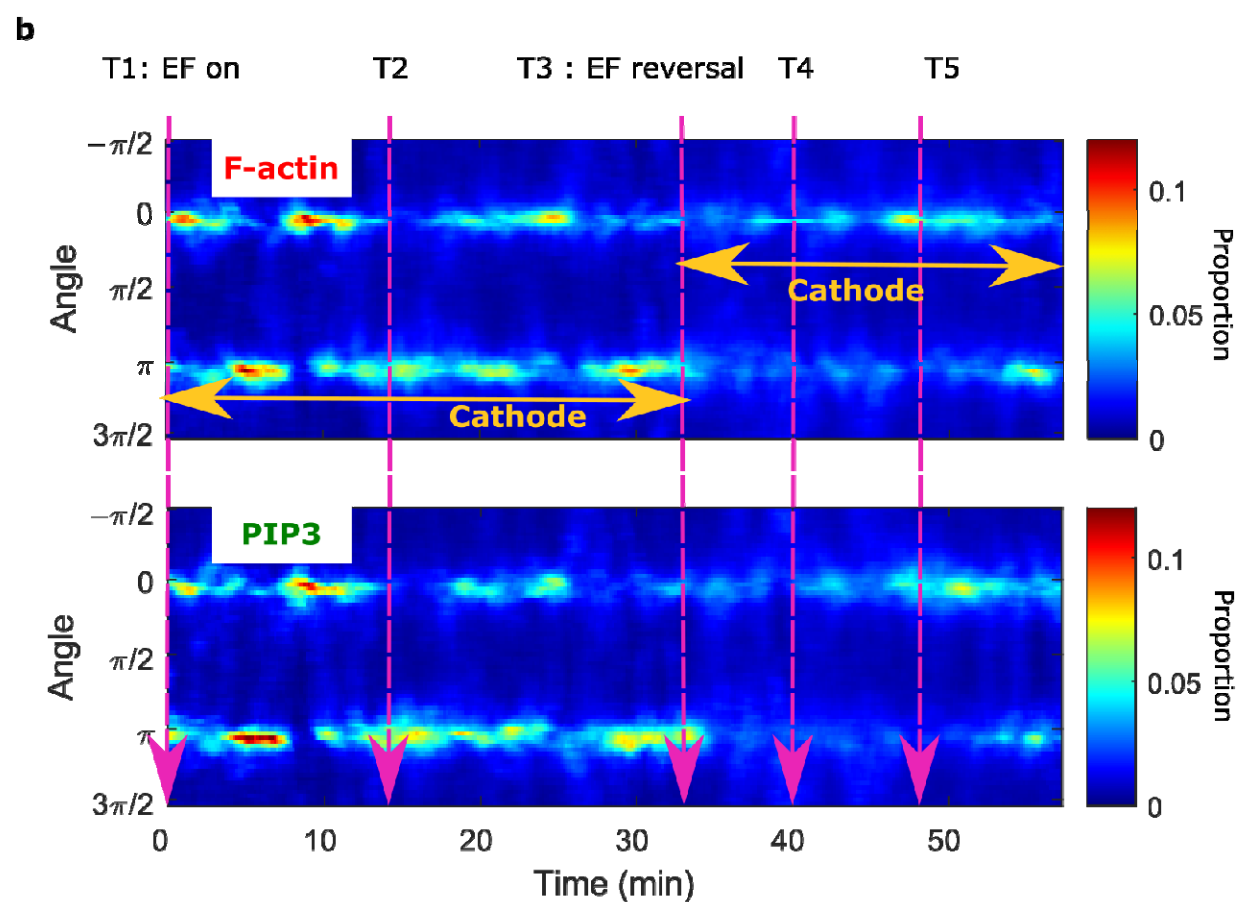 b
T1: EF on T2 T3 : EF reversal T4 T5
F-actin
−π/2
0
π/2
π
3π/2
Angle
Cathode
Cathode
0.1
0.05
0
Proportion
PIP3
−π/2
0
π/2
π
3π/2
Angle
0.1
0.05
0
Proportion
0 10 20 30 40 50
Time (min)